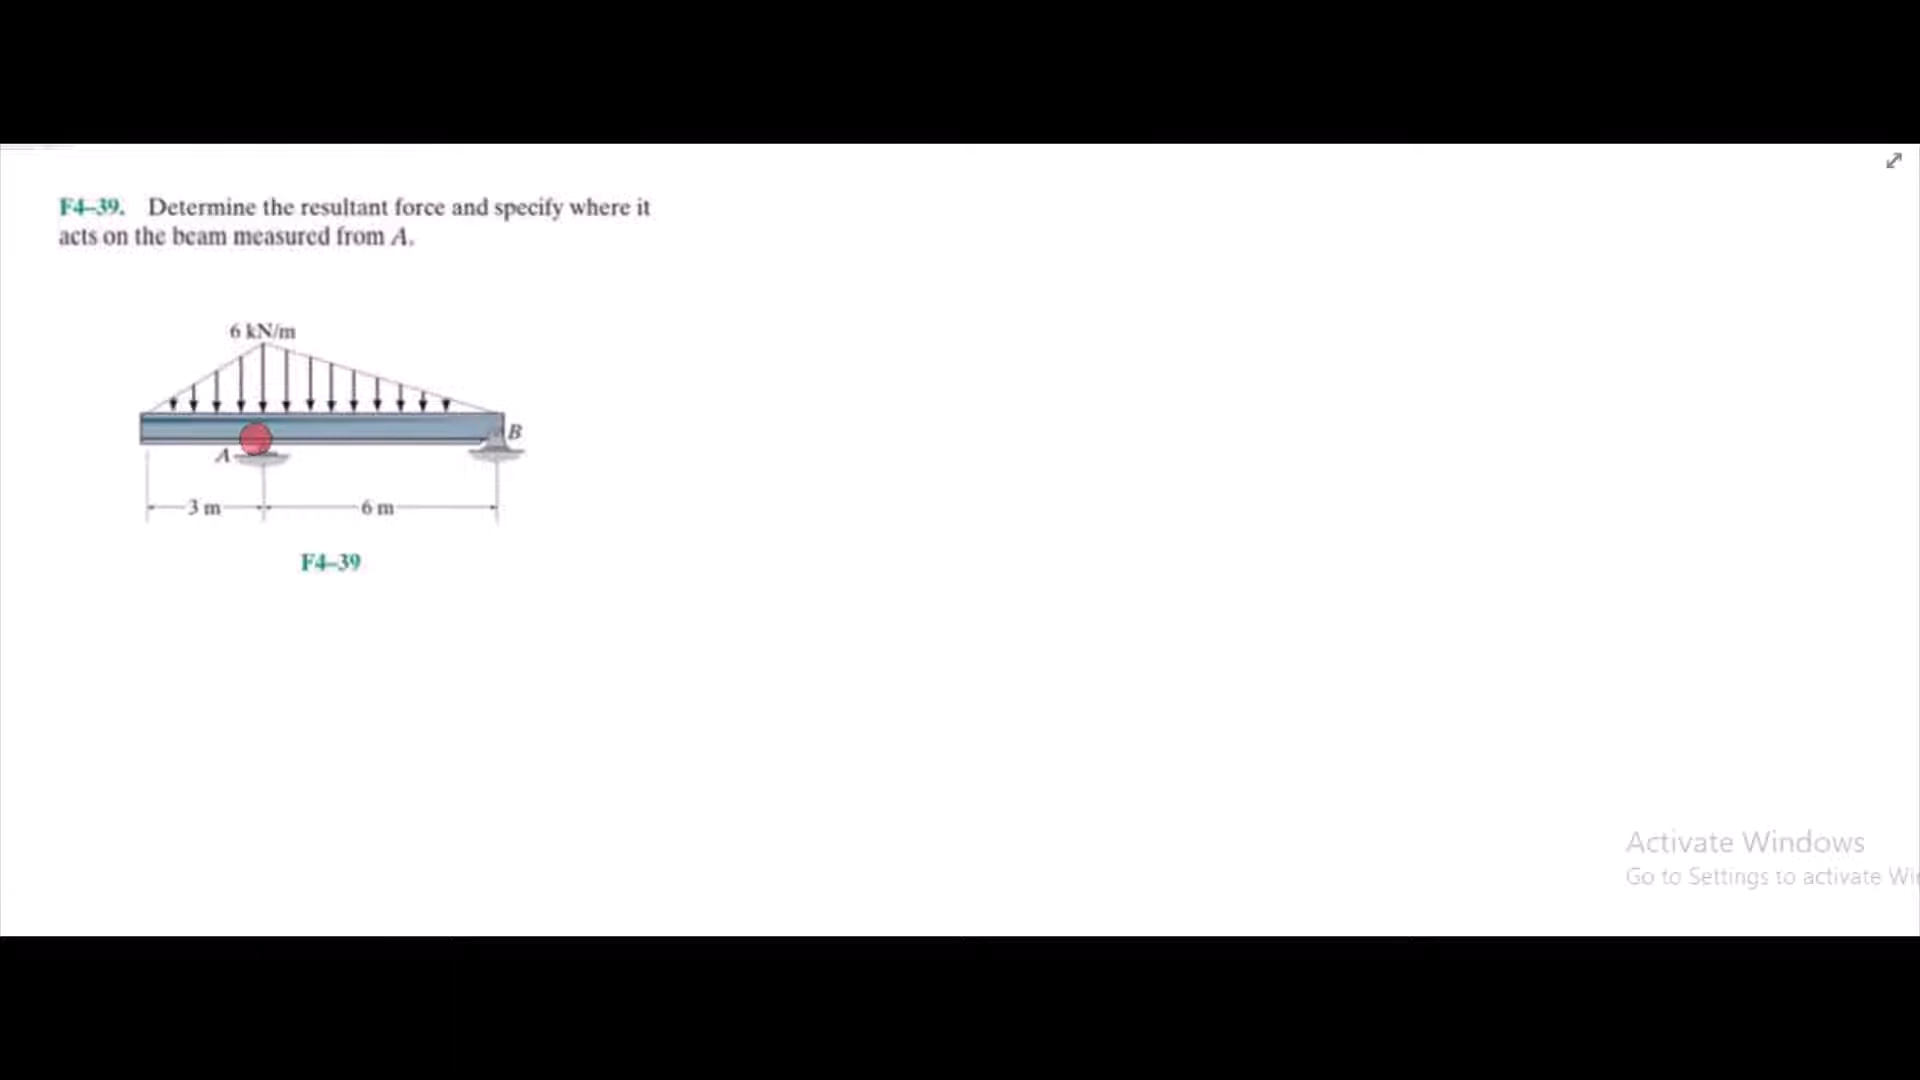 F4–39. Determine the resultant force and specify where it
acts on the beam measured from A.
6 kN/m
B
A
3 m
6 m
F4–39
Activate Windows
Go to Settings to activate